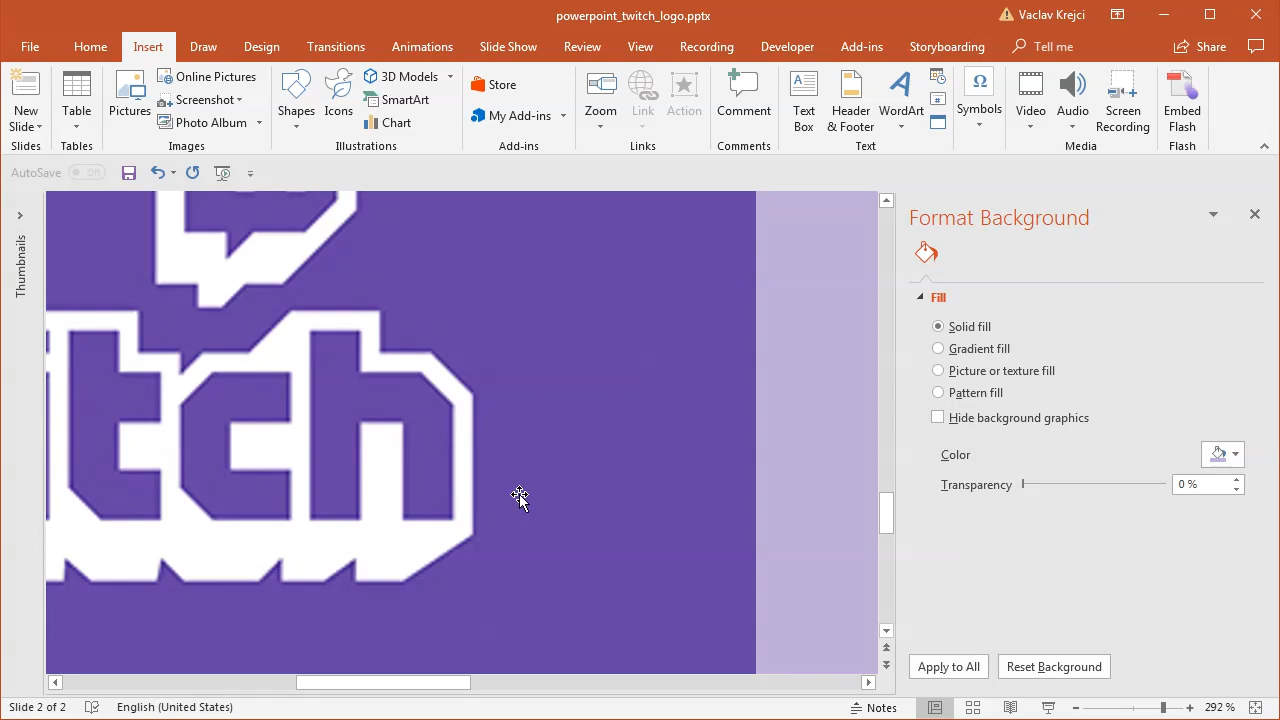 powerpoint_twitch_logo.pptx
Vaclav Krejci
File Home Insert Draw Design Transitions Animations Slide Show Review View Recording Developer Add-ins Storyboarding Tell me Share
New Slide
Slides
Table
Tables
Pictures
Online Pictures
Screenshot
Photo Album
Images
Shapes
Icons
3D Models
SmartArt
Chart
Illustrations
Store
My Add-ins
Add-ins
Zoom
Link
Action
Links
Comment
Comments
Text Box
Header & Footer
WordArt
Text
Symbols
Video
Audio
Screen Recording
Media
Embed Flash
Flash
AutoSave Off
Thumbnails
tch
Format Background
Fill
Solid fill
Gradient fill
Picture or texture fill
Pattern fill
Hide background graphics
Color
Transparency 0 %
Apply to All Reset Background
Slide 2 of 2 English (United States) Notes 292 %